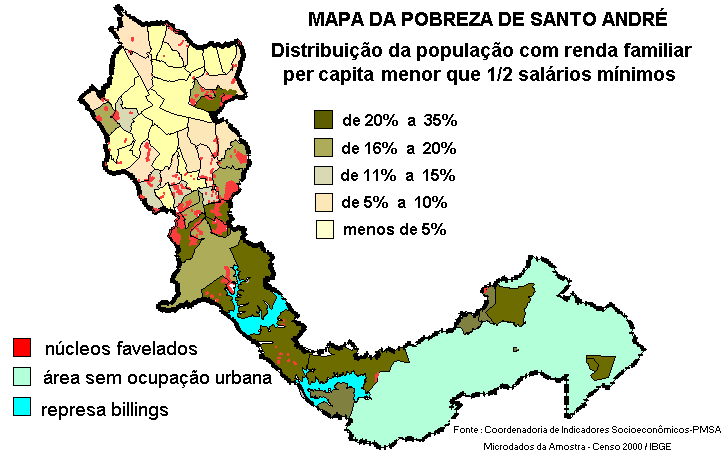 MAPA DA POBREZA DE SANTO ANDRÉ
Distribuição da população com renda familiar
per capita menor que 1/2 salários mínimos
de 20% a 35%
de 16% a 20%
de 11% a 15%
de 5% a 10%
menos de 5%
núcleos favelados
área sem ocupação urbana
represa billings
Fonte : Coordenadoria de Indicadores Socioeconômicos-PMSA
Microdados da Amostra - Censo 2000 / IBGE